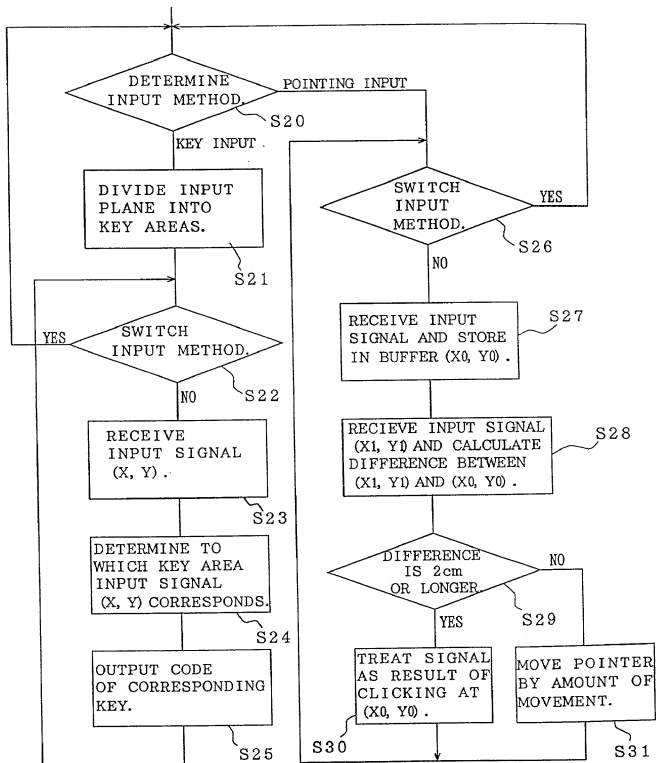 DETERMINE
INPUT METHOD.
POINTING INPUT
S20
KEY INPUT
DIVIDE INPUT
PLANE INTO
KEY AREAS.
S21
YES
SWITCH
INPUT METHOD.
S22
NO
RECEIVE
INPUT SIGNAL
(X, Y).
S23
DETERMINE TO
WHICH KEY AREA
INPUT SIGNAL
(X, Y) CORRESPONDS.
S24
OUTPUT CODE
OF CORRESPONDING
KEY.
S25
SWITCH
INPUT
METHOD.
YES
S26
NO
RECEIVE INPUT
SIGNAL AND STORE
IN BUFFER (X0, Y0).
S27
RECIEVE INPUT SIGNAL
(X1, Y1) AND CALCULATE
DIFFERENCE BETWEEN
(X1, Y1) AND (X0, Y0).
S28
DIFFERENCE
IS 2cm
OR LONGER.
NO
S29
YES
TREAT SIGNAL
AS RESULT OF
CLICKING AT
(X0, Y0).
S30
MOVE POINTER
BY AMOUNT OF
MOVEMENT.
S31